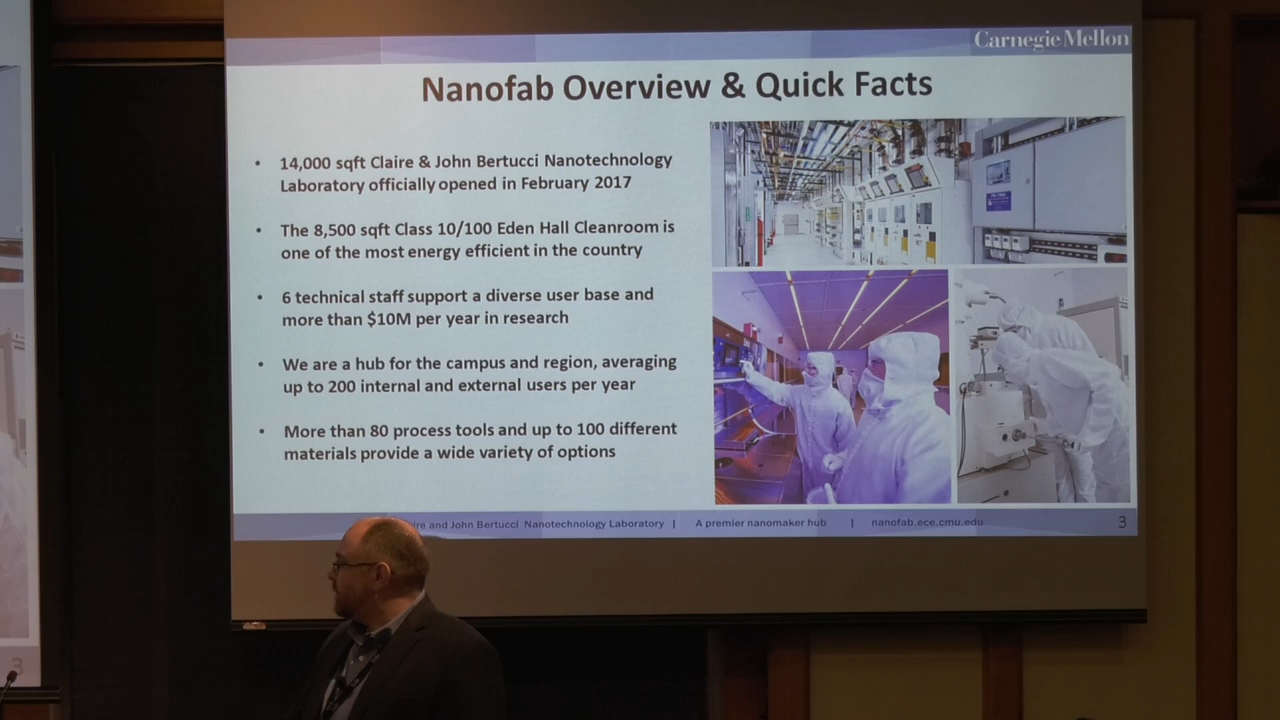 Carnegie Mellon
Nanofab Overview & Quick Facts
• 14,000 sqft Claire & John Bertucci Nanotechnology
Laboratory officially opened in February 2017
• The 8,500 sqft Class 10/100 Eden Hall Cleanroom is
one of the most energy efficient in the country
• 6 technical staff support a diverse user base and
more than $10M per year in research
• We are a hub for the campus and region, averaging
up to 200 internal and external users per year
• More than 80 process tools and up to 100 different
materials provide a wide variety of options
and John Bertucci Nanotechnology Laboratory | A premier nanomaker hub | nanofab.ece.cmu.edu 3
3